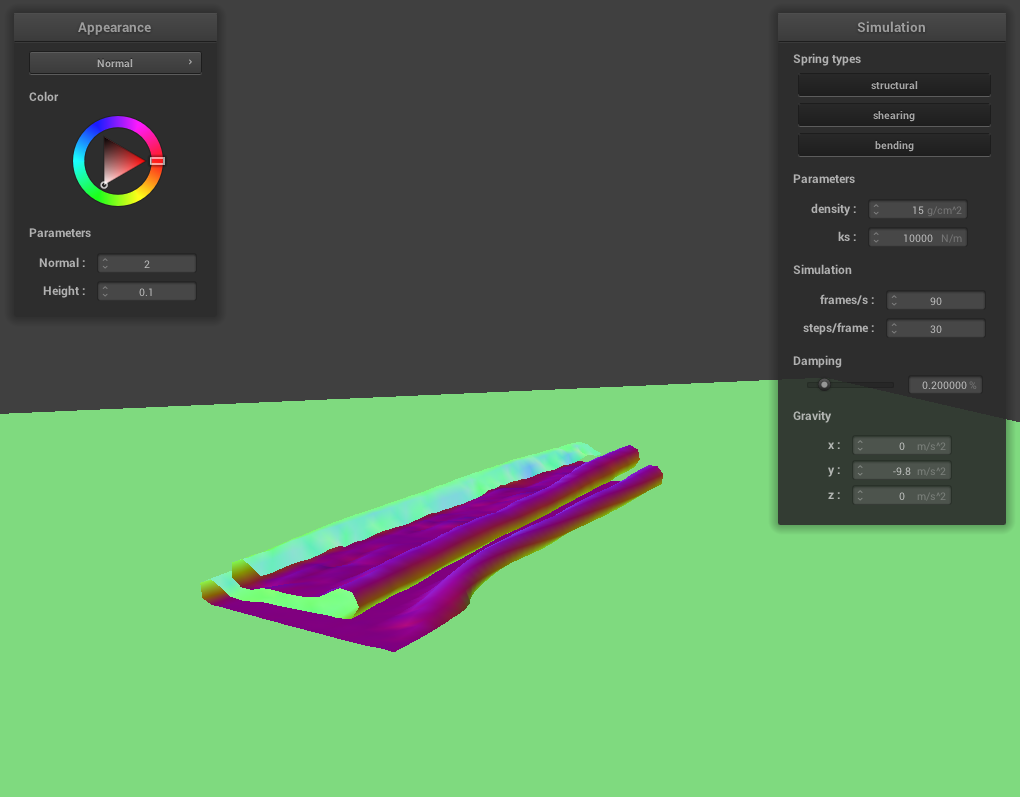 Appearance
Normal
Color
Parameters
Normal : 2
Height : 0.1
Simulation
Spring types
structural
shearing
bending
Parameters
density : 15 g/cm^2
ks : 10000 N/m
Simulation
frames/s : 90
steps/frame : 30
Damping
0.200000 %
Gravity
x : 0 m/s^2
y : -9.8 m/s^2
z : 0 m/s^2